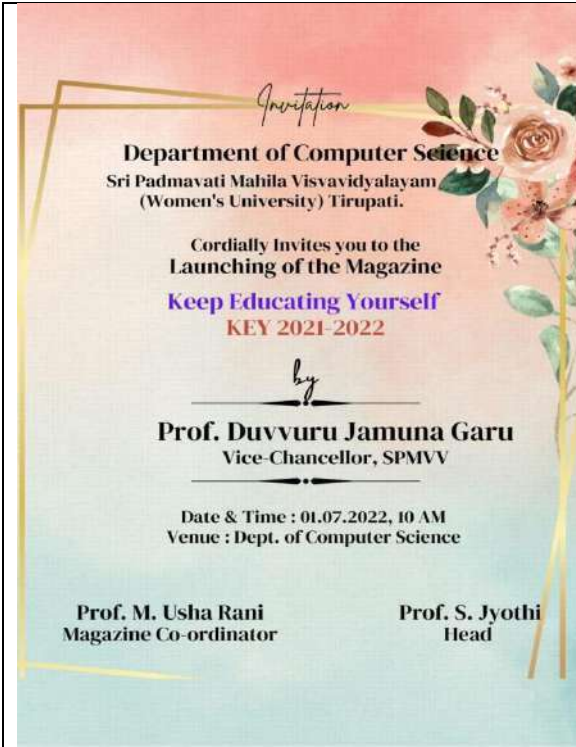 Invitation
Department of Computer Science
Sri Padmavati Mahila Visvavidyalayam
(Women's University) Tirupati.
Cordially Invites you to the
Launching of the Magazine
Keep Educating Yourself
KEY 2021-2022
by
Prof. Duvvuru Jamuna Garu
Vice-Chancellor, SPMVV
Date & Time : 01.07.2022, 10 AM
Venue : Dept. of Computer Science
Prof. M. Usha Rani
Magazine Co-ordinator
Prof. S. Jyothi
Head